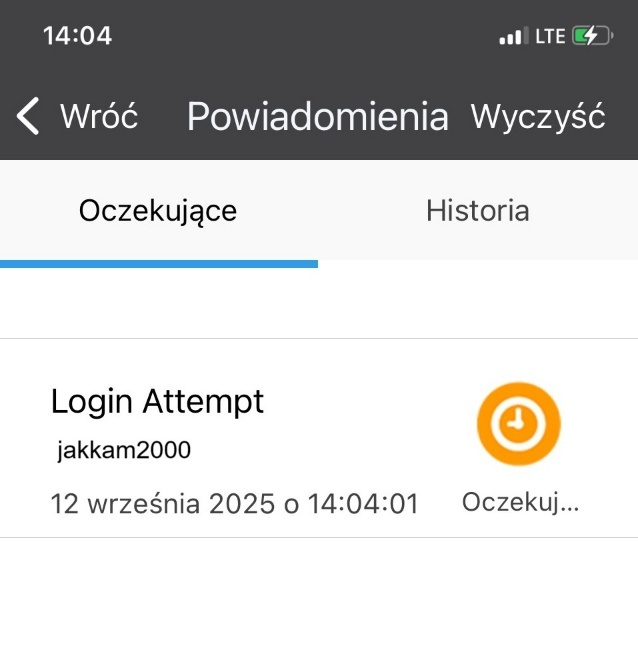 14:04 LTE
Wróć Powiadomienia Wyczyść
Oczekujące Historia
Login Attempt
jakkam2000
12 września 2025 o 14:04:01 Oczekuj...